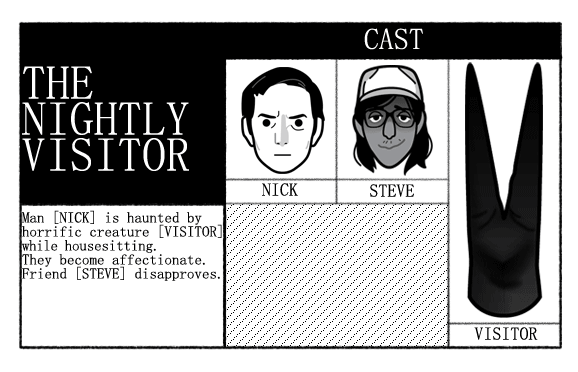 CAST
THE
NIGHTLY
VISITOR
NICK
STEVE
Man [NICK] is haunted by
horrific creature [VISITOR]
while housesitting.
They become affectionate.
Friend [STEVE] disapproves.
VISITOR